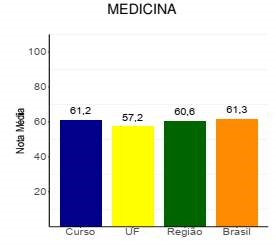 MEDICINA
Nota Média
100
80
60
40
20
61,2
57,2
60,6
61,3
Curso
UF
Região
Brasil